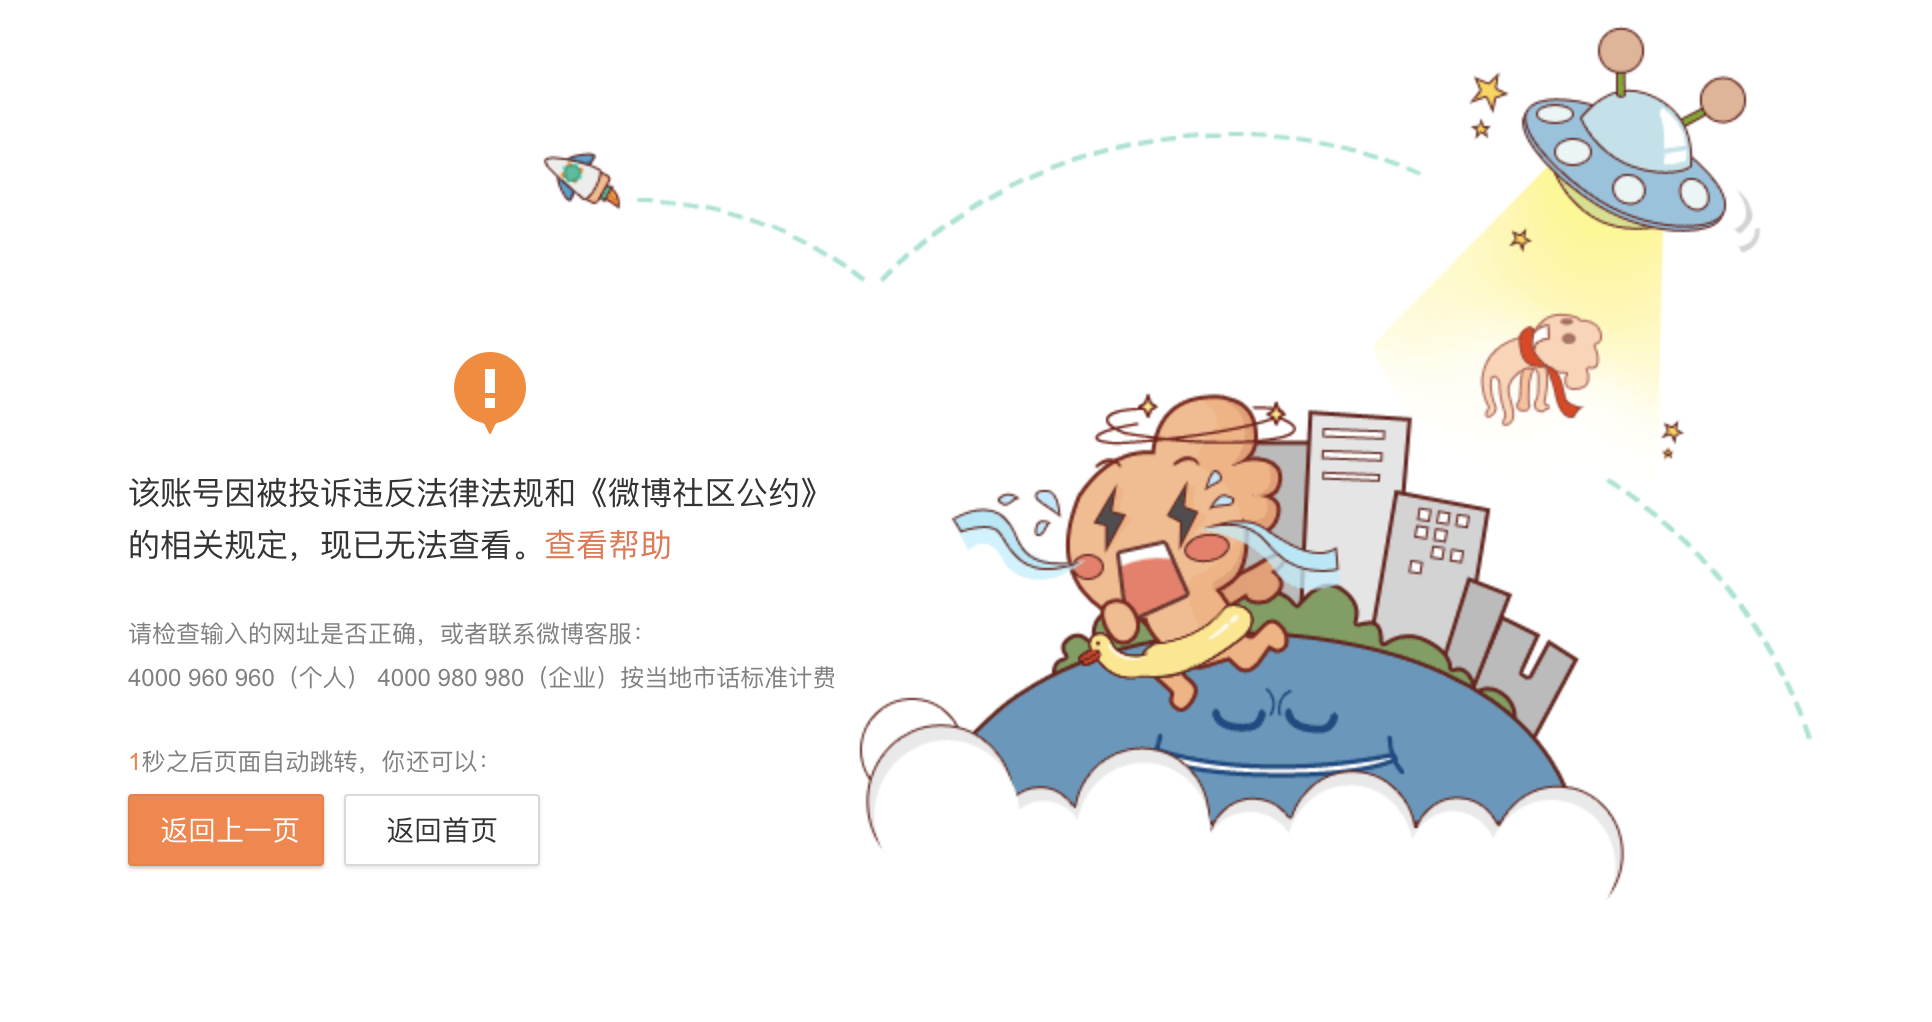 该账号因被投诉违反法律法规和《微博社区公约》
的相关规定，现已无法查看。查看帮助
请检查输入的网址是否正确，或者联系微博客服：
4000 960 960（个人） 4000 980 980（企业）按当地市话标准计费
1秒之后页面自动跳转，你还可以：
返回上一页
返回首页